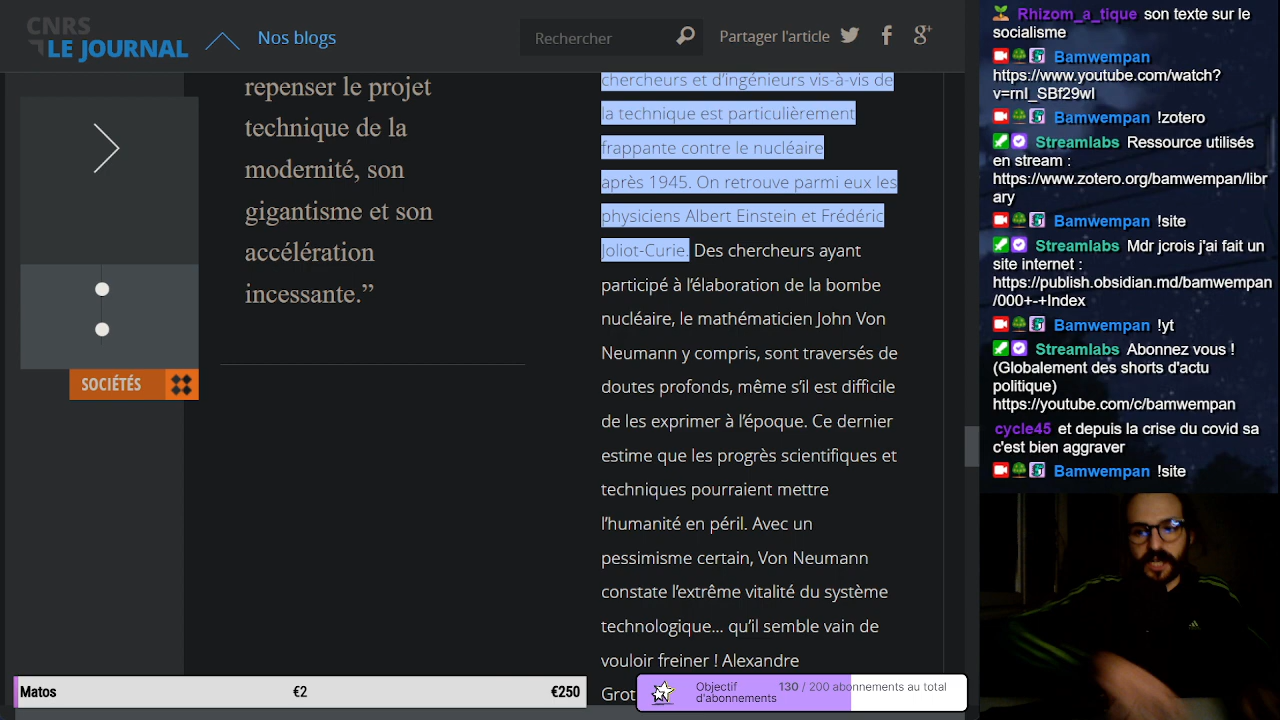 CNRS
LE JOURNAL
Nos blogs
Rechercher
Partager l'article
repenser le projet
technique de la
modernité, son
gigantisme et son
accélération
incessante.”
SOCIÉTÉS
chercheurs et d’ingénieurs vis-à-vis de
la technique est particulièrement
frappante contre le nucléaire
après 1945. On retrouve parmi eux les
physiciens Albert Einstein et Frédéric
Joliot-Curie. Des chercheurs ayant
participé à l’élaboration de la bombe
nucléaire, le mathématicien John Von
Neumann y compris, sont traversés de
doutes profonds, même s’il est difficile
de les exprimer à l’époque. Ce dernier
estime que les progrès scientifiques et
techniques pourraient mettre
l’humanité en péril. Avec un
pessimisme certain, Von Neumann
constate l’extrême vitalité du système
technologique… qu’il semble vain de
vouloir freiner ! Alexandre
Grot
Matos €2 €250
Objectif
d'abonnements
130 / 200 abonnements au total
Rhizom_a_tique son texte sur le
socialisme
Bamwempan
https://www.youtube.com/watch?
v=rnI_SBf29wI
Bamwempan !zotero
Streamlabs Ressource utilisés
en stream :
https://www.zotero.org/bamwempan/libr
ary
Bamwempan !site
Streamlabs Mdr jcrois j'ai fait un
site internet :
https://publish.obsidian.md/bamwempan
/000+-+Index
Bamwempan !yt
Streamlabs Abonnez vous !
(Globalement des shorts d'actu
politique)
https://youtube.com/c/bamwempan
cycle45 et depuis la crise du covid sa
c'est bien aggraver
Bamwempan !site